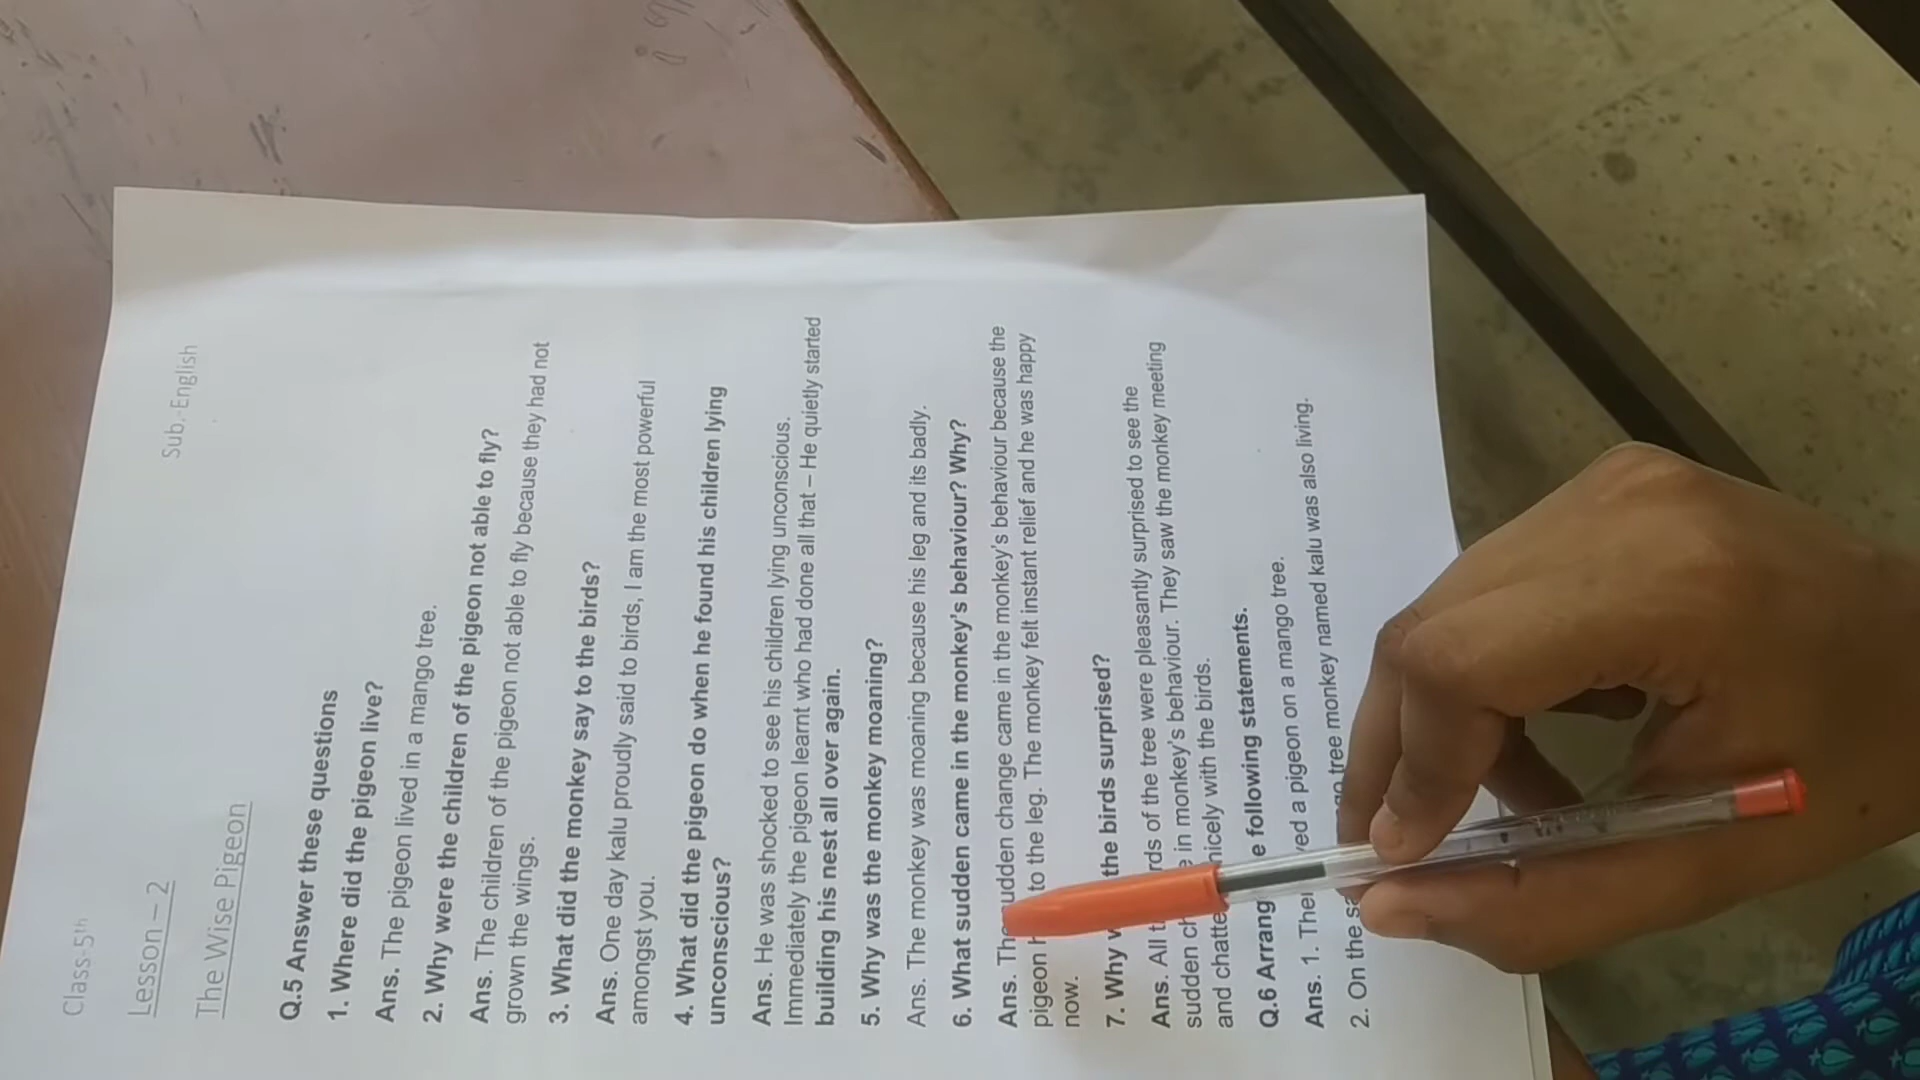 Class-5th Sub.-English
Lesson – 2
The Wise Pigeon
Q.5 Answer these questions
1. Where did the pigeon live?
Ans. The pigeon lived in a mango tree.
2. Why were the children of the pigeon not able to fly?
Ans. The children of the pigeon not able to fly because they had not
grown the wings.
3. What did the monkey say to the birds?
Ans. One day kalu proudly said to birds, I am the most powerful
amongst you.
4. What did the pigeon do when he found his children lying
unconscious?
Ans. He was shocked to see his children lying unconscious.
Immediately the pigeon learnt who had done all that – He quietly started
building his nest all over again.
5. Why was the monkey moaning?
Ans. The monkey was moaning because his leg and its badly.
6. What sudden came in the monkey's behaviour? Why?
Ans. The sudden change came in the monkey's behaviour because the
pigeon to the leg. The monkey felt instant relief and he was happy
now.
7. Why the birds surprised?
Ans. All of the tree were pleasantly surprised to see the
sudden in monkey's behaviour. They saw the monkey meeting
and nicely with the birds.
Q.6 following statements.
Ans. 1. a pigeon on a mango tree.
2. On the tree monkey named kalu was also living.